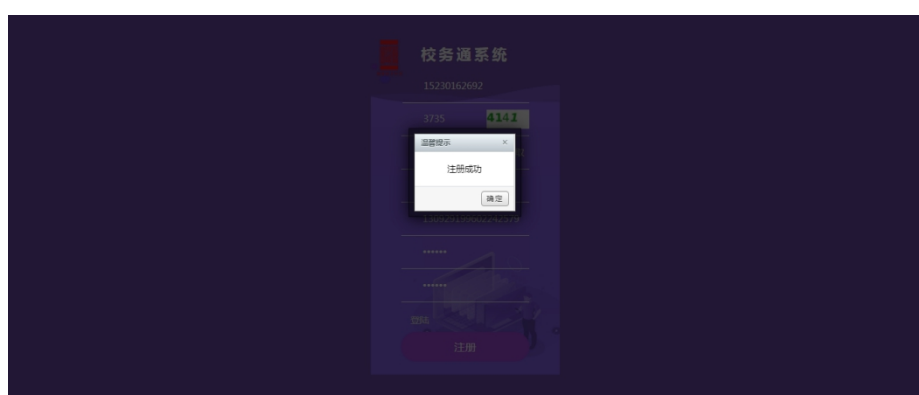 校务通系统
15230162692
3735 4141
温馨提示 ×
注册成功
确定
······
······
登陆
注册